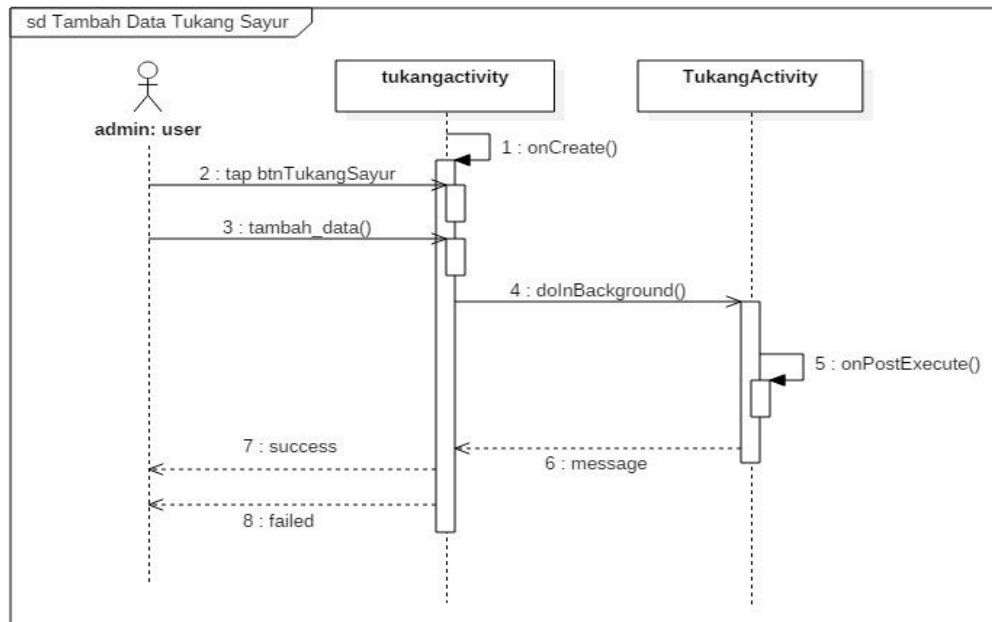 sd Tambah Data Tukang Sayur
admin: user
tukangactivity
TukangActivity
1 : onCreate()
2 : tap btnTukangSayur
3 : tambah_data()
4 : doInBackground()
5 : onPostExecute()
6 : message
7 : success
8 : failed